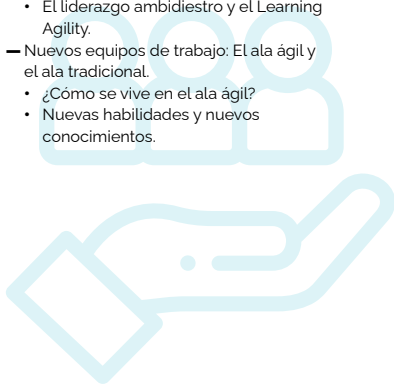 • El liderazgo ambidiestro y el Learning
Agility.
— Nuevos equipos de trabajo: El ala ágil y
el ala tradicional.
• ¿Cómo se vive en el ala ágil?
• Nuevas habilidades y nuevos
conocimientos.